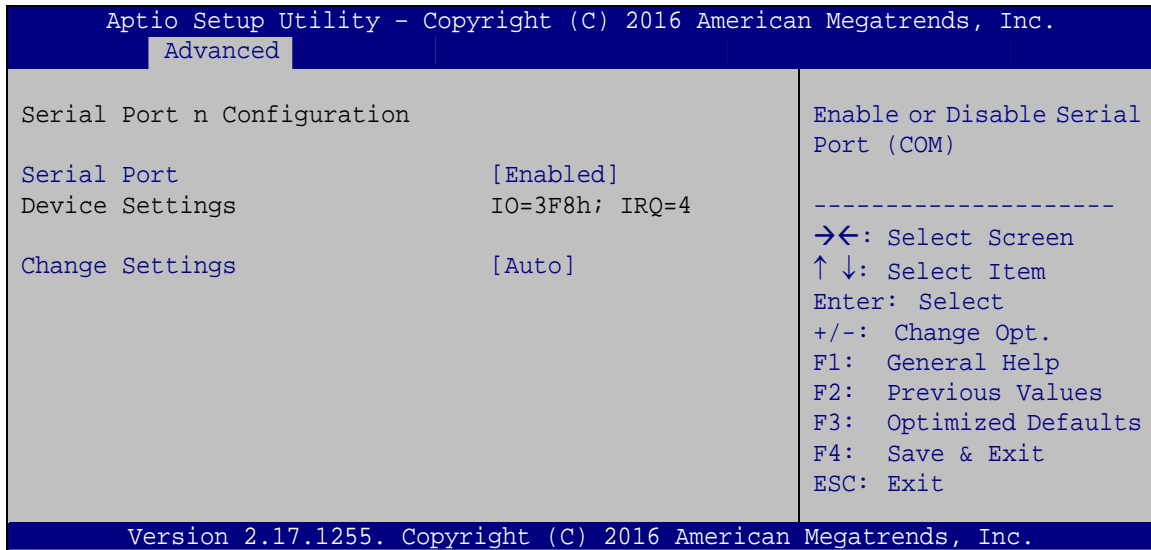 Aptio Setup Utility – Copyright (C) 2016 American Megatrends, Inc.
Advanced
Serial Port n Configuration
Serial Port [Enabled]
Device Settings IO=3F8h; IRQ=4
Change Settings [Auto]
Enable or Disable Serial
Port (COM)
---------------------
→←: Select Screen
↑ ↓: Select Item
Enter: Select
+/-: Change Opt.
F1: General Help
F2: Previous Values
F3: Optimized Defaults
F4: Save & Exit
ESC: Exit
Version 2.17.1255. Copyright (C) 2016 American Megatrends, Inc.